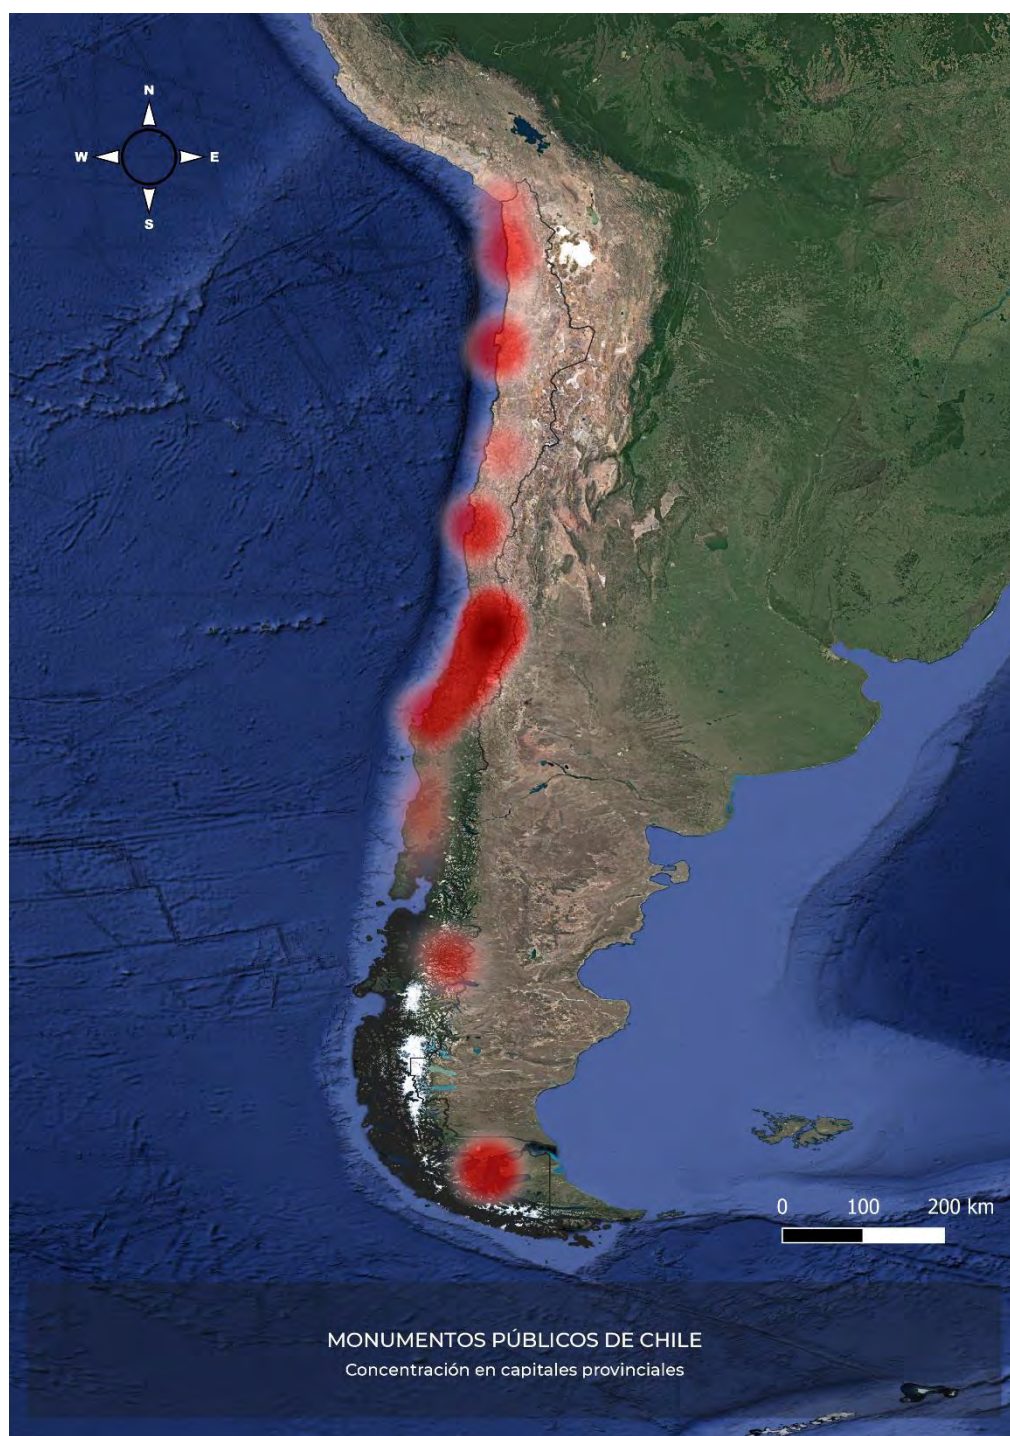 N
W E
S
0 100 200 km
MONUMENTOS PÚBLICOS DE CHILE
Concentración en capitales provinciales